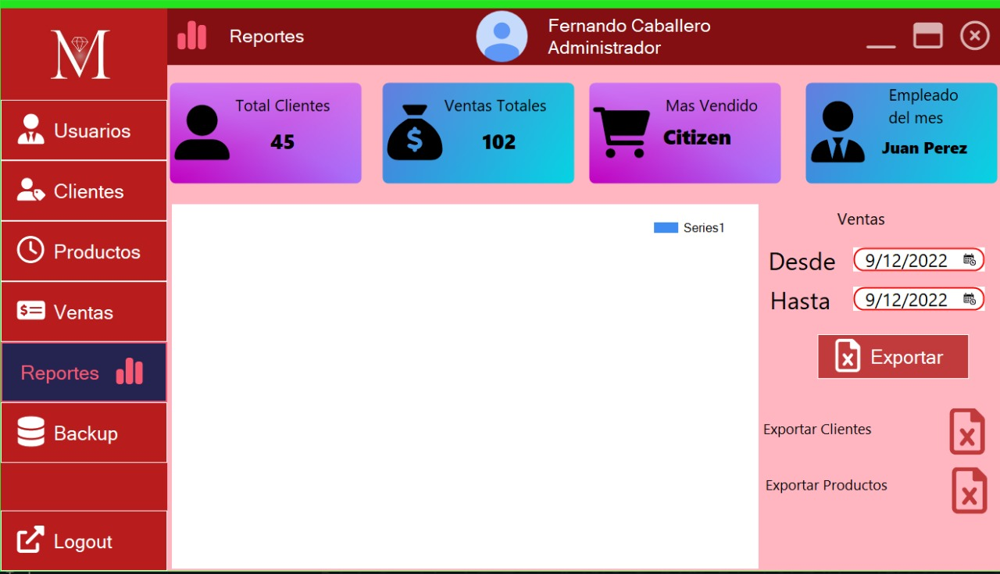 M
Reportes
Fernando Caballero
Administrador
Usuarios
Clientes
Productos
Ventas
Reportes
Backup
Logout
Total Clientes
45
Ventas Totales
102
Mas Vendido
Citizen
Empleado
del mes
Juan Perez
Series1
Ventas
Desde 9/12/2022
Hasta 9/12/2022
Exportar
Exportar Clientes
Exportar Productos